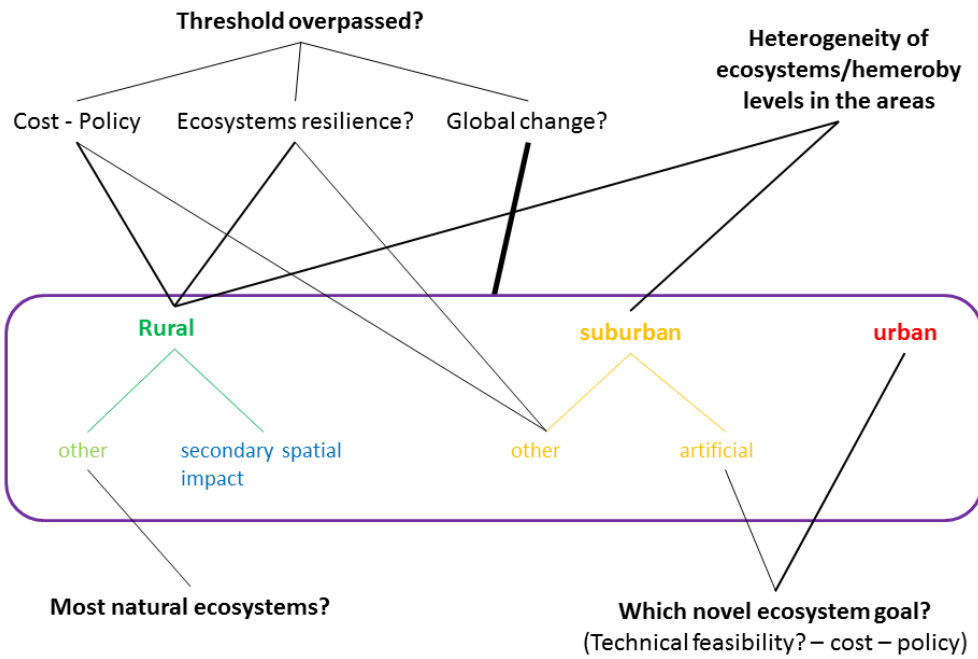 Threshold overpassed?
Heterogeneity of
ecosystems/hemeroby
levels in the areas
Cost - Policy
Ecosystems resilience?
Global change?
Rural
suburban
urban
other
secondary spatial
impact
other
artificial
Most natural ecosystems?
Which novel ecosystem goal?
(Technical feasibility? – cost – policy)